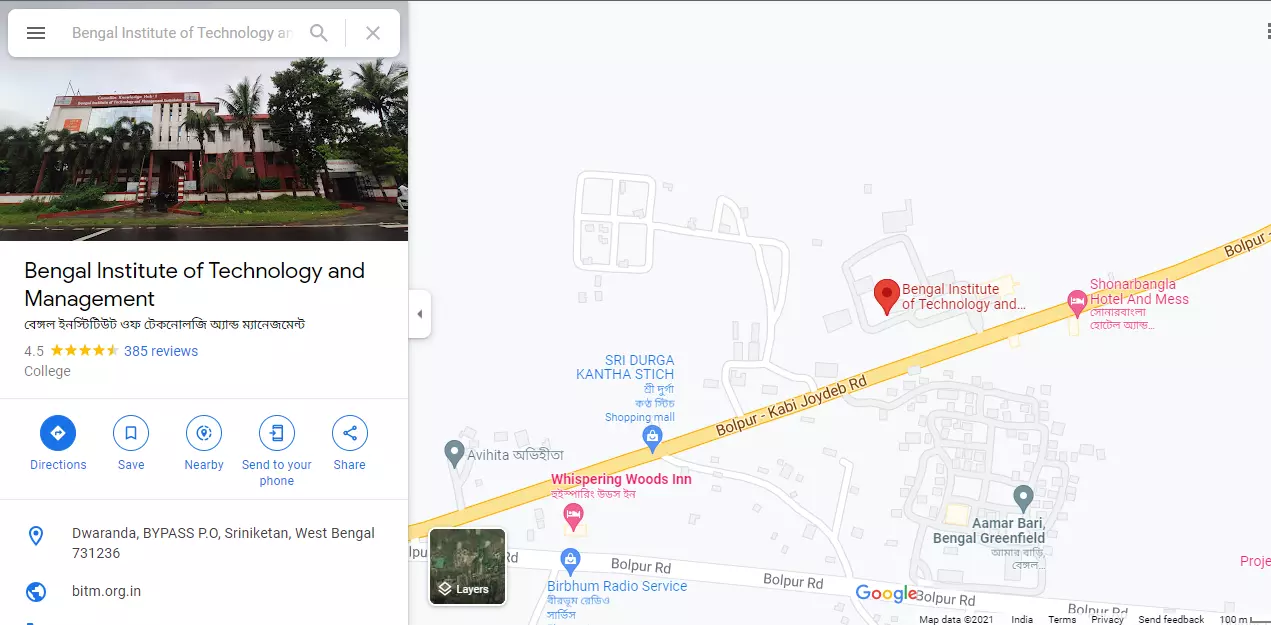 Bengal Institute of Technology an
Bengal Institute of Technology and
Management
বেঙ্গল ইনস্টিটিউট ওফ টেকনোলজি অ্যান্ড ম্যানেজমেন্ট
4.5 385 reviews
College
Directions
Save
Nearby
Send to your
phone
Share
Dwaranda, BYPASS P.O, Sriniketan, West Bengal
731236
bitm.org.in
Bolpur -
Shonarbangla
Hotel And Mess
সোনারবাংলা
হোটেল অ্যান্ড...
Bengal Institute
of Technology and...
SRI DURGA
KANTHA STICH
শ্রী দুর্গা
কণ্ঠ স্টিচ
Shopping mall
Bolpur - Kabi Joydeb Rd
Avihita অভিহীতা
Whispering Woods Inn
হুইস্পারিং উডস ইন
Aamar Bari,
Bengal Greenfield
আমার বাড়ি,
বেঙ্গল...
Proje
lpu
Rd
Bolpur Rd
Bolpur Rd
Bolpur Rd
Bolpur Rd
Birbhum Radio Service
বীরভূম রেডিও
সার্ভিস
Layers
Google
Map data ©2021 India Terms Privacy Send feedback 100 m